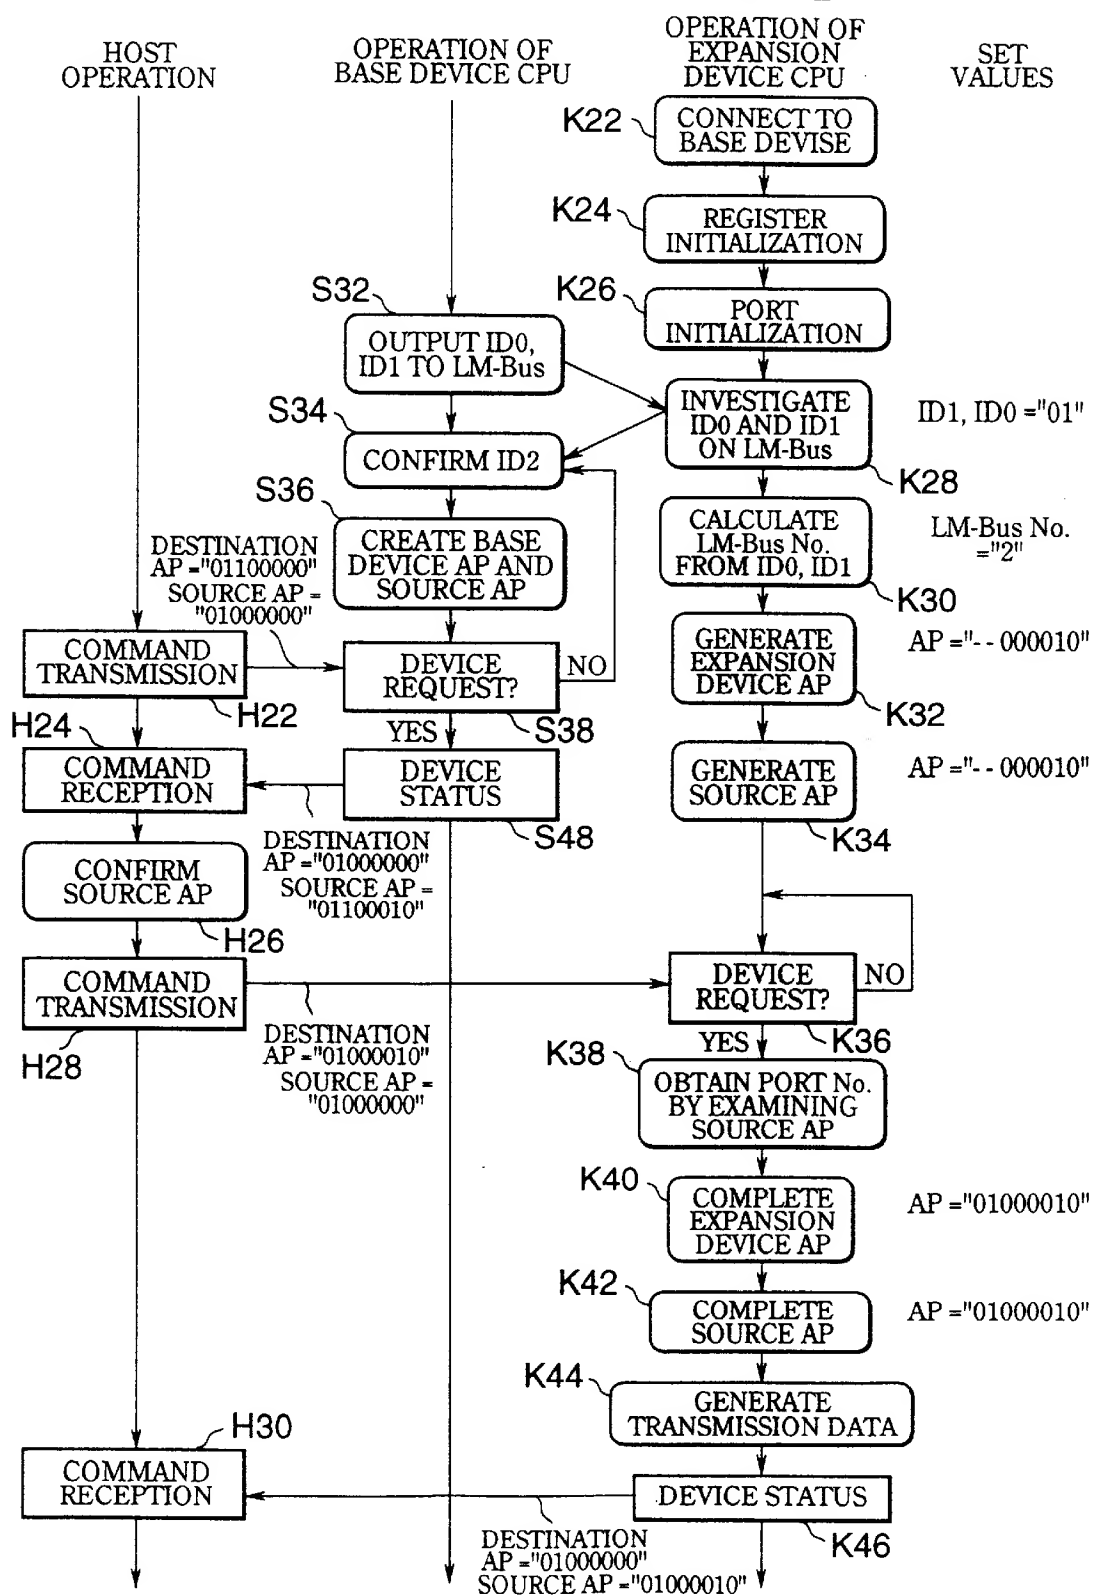 HOST
OPERATION
OPERATION OF
BASE DEVICE CPU
OPERATION OF
EXPANSION
DEVICE CPU
SET
VALUES
K22
CONNECT TO
BASE DEVISE
K24
REGISTER
INITIALIZATION
K26
PORT
INITIALIZATION
S32
OUTPUT ID0,
ID1 TO LM-Bus
S34
CONFIRM ID2
INVESTIGATE
ID0 AND ID1
ON LM-Bus
K28
ID1, ID0 ="01"
S36
CREATE BASE
DEVICE AP AND
SOURCE AP
CALCULATE
LM-Bus No.
FROM ID0, ID1
K30
LM-Bus No.
="2"
DESTINATION
AP ="01100000"
SOURCE AP =
"01000000"
COMMAND
TRANSMISSION
H22
DEVICE
REQUEST?
NO
S38
YES
GENERATE
EXPANSION
DEVICE AP
K32
AP ="- - 000010"
H24
COMMAND
RECEPTION
DEVICE
STATUS
S48
GENERATE
SOURCE AP
K34
AP ="- - 000010"
DESTINATION
AP ="01000000"
SOURCE AP =
"01100010"
CONFIRM
SOURCE AP
H26
COMMAND
TRANSMISSION
H28
DESTINATION
AP ="01000010"
SOURCE AP =
"01000000"
DEVICE
REQUEST?
NO
K36
YES
K38
OBTAIN PORT No.
BY EXAMINING
SOURCE AP
K40
COMPLETE
EXPANSION
DEVICE AP
AP ="01000010"
K42
COMPLETE
SOURCE AP
AP ="01000010"
K44
GENERATE
TRANSMISSION DATA
H30
COMMAND
RECEPTION
DEVICE STATUS
K46
DESTINATION
AP ="01000000"
SOURCE AP ="01000010"